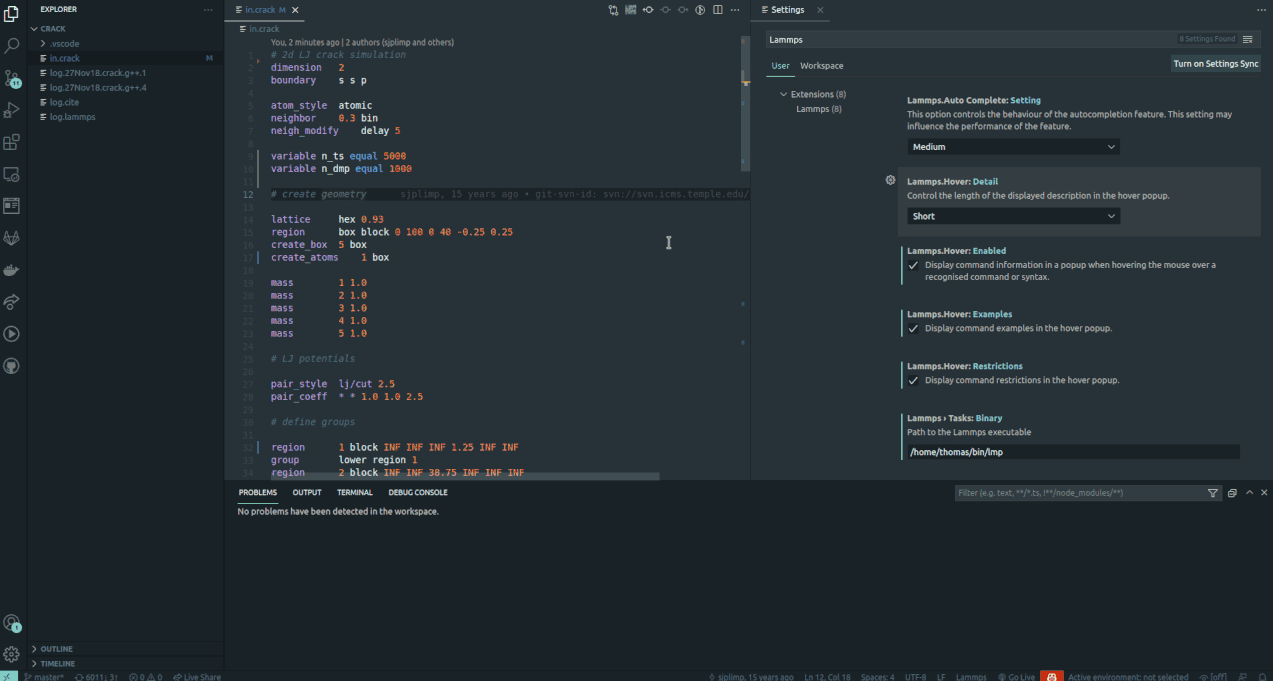 EXPLORER
CRACK
.vscode
in.crack M
log.27Nov18.crack.g++.1
log.27Nov18.crack.g++.4
log.cite
log.lammps
OUTLINE
TIMELINE
11
1
in.crack M
in.crack
You, 2 minutes ago | 2 authors (sjplimp and others)
1 # 2d LJ crack simulation
2 dimension 2
3 boundary s s p
4
5 atom_style atomic
6 neighbor 0.3 bin
7 neigh_modify delay 5
8
9 variable n_ts equal 5000
10 variable n_dmp equal 1000
11
12 # create geometry sjplimp, 15 years ago • git-svn-id: svn://svn.icms.temple.edu/
13
14 lattice hex 0.93
15 region box block 0 100 0 40 -0.25 0.25
16 create_box 5 box
17 create_atoms 1 box
18
19 mass 1 1.0
20 mass 2 1.0
21 mass 3 1.0
22 mass 4 1.0
23 mass 5 1.0
24
25 # LJ potentials
26
27 pair_style lj/cut 2.5
28 pair_coeff * * 1.0 1.0 2.5
29
30 # define groups
31
32 region 1 block INF INF INF 1.25 INF INF
33 group lower region 1
34 region 2 block INF INF 38.75 INF INF INF
Settings
Lammps
8 Settings Found
User Workspace
Turn on Settings Sync
Extensions (8)
Lammps (8)
Lammps.Auto Complete: Setting
This option controls the behaviour of the autocompletion feature. This setting may
influence the performance of the feature.
Medium
Lammps.Hover: Detail
Control the length of the displayed description in the hover popup.
Short
Lammps.Hover: Enabled
Display command information in a popup when hovering the mouse over a
recognised command or syntax.
Lammps.Hover: Examples
Display command examples in the hover popup.
Lammps.Hover: Restrictions
Display command restrictions in the hover popup.
Lammps › Tasks: Binary
Path to the Lammps executable
/home/thomas/bin/lmp
PROBLEMS OUTPUT TERMINAL DEBUG CONSOLE
Filter (e.g. text, **/*.ts, !**/node_modules/**)
No problems have been detected in the workspace.
master* 6011↓ 3↑ 0 0 Live Share
sjplimp, 15 years ago Ln 12, Col 18 Spaces: 4 UTF-8 LF Lammps Go Live Active environment: not selected [off]